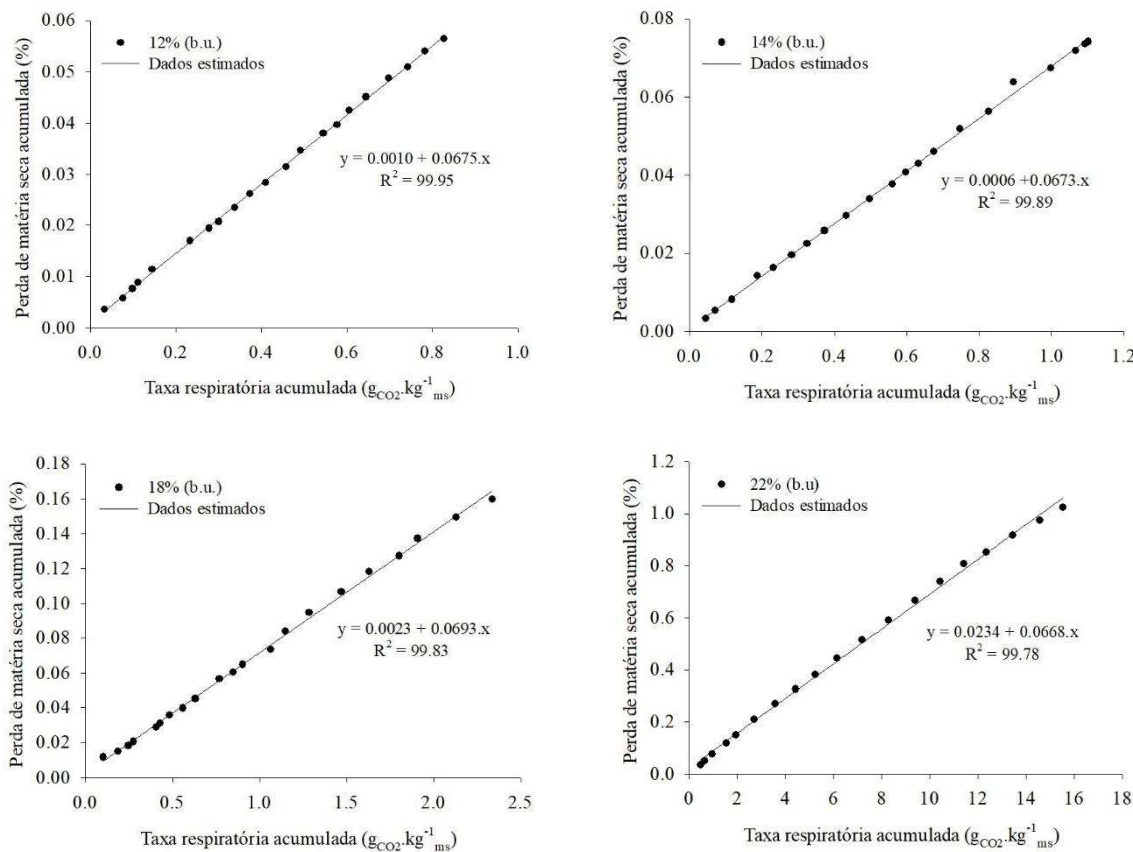 12% (b.u.)
Dados estimados
y = 0.0010 + 0.0675.x
R² = 99.95
Perda de matéria seca acumulada (%)
0.06
0.05
0.04
0.03
0.02
0.01
0.00
0.0 0.2 0.4 0.6 0.8 1.0
Taxa respiratória acumulada (g_CO2.kg⁻¹_ms)
14% (b.u.)
Dados estimados
y = 0.0006 +0.0673.x
R² = 99.89
Perda de matéria seca acumulada (%)
0.08
0.06
0.04
0.02
0.00
0.0 0.2 0.4 0.6 0.8 1.0 1.2
Taxa respiratória acumulada (g_CO2.kg⁻¹_ms)
18% (b.u.)
Dados estimados
y = 0.0023 + 0.0693.x
R² = 99.83
Perda de matéria seca acumulada (%)
0.18
0.16
0.14
0.12
0.10
0.08
0.06
0.04
0.02
0.00
0.0 0.5 1.0 1.5 2.0 2.5
Taxa respiratória acumulada (g_CO2.kg⁻¹_ms)
22% (b.u)
Dados estimados
y = 0.0234 + 0.0668.x
R² = 99.78
Perda de matéria seca acumulada (%)
1.2
1.0
0.8
0.6
0.4
0.2
0.0
0 2 4 6 8 10 12 14 16 18
Taxa respiratória acumulada (g_CO2.kg⁻¹_ms)